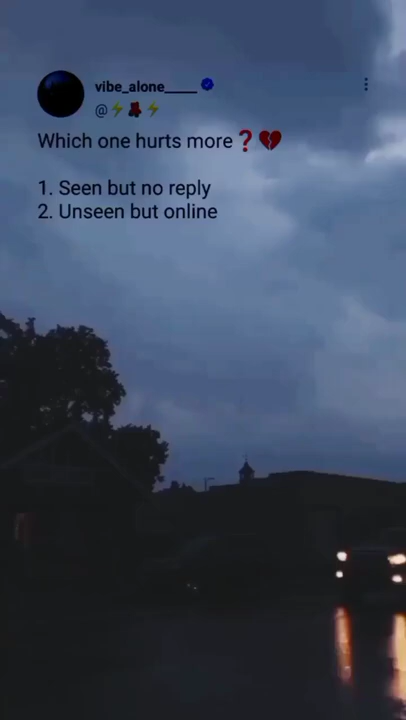 vibe_alone_____
@⚡🧸⚡
Which one hurts more❓💔
1. Seen but no reply
2. Unseen but online